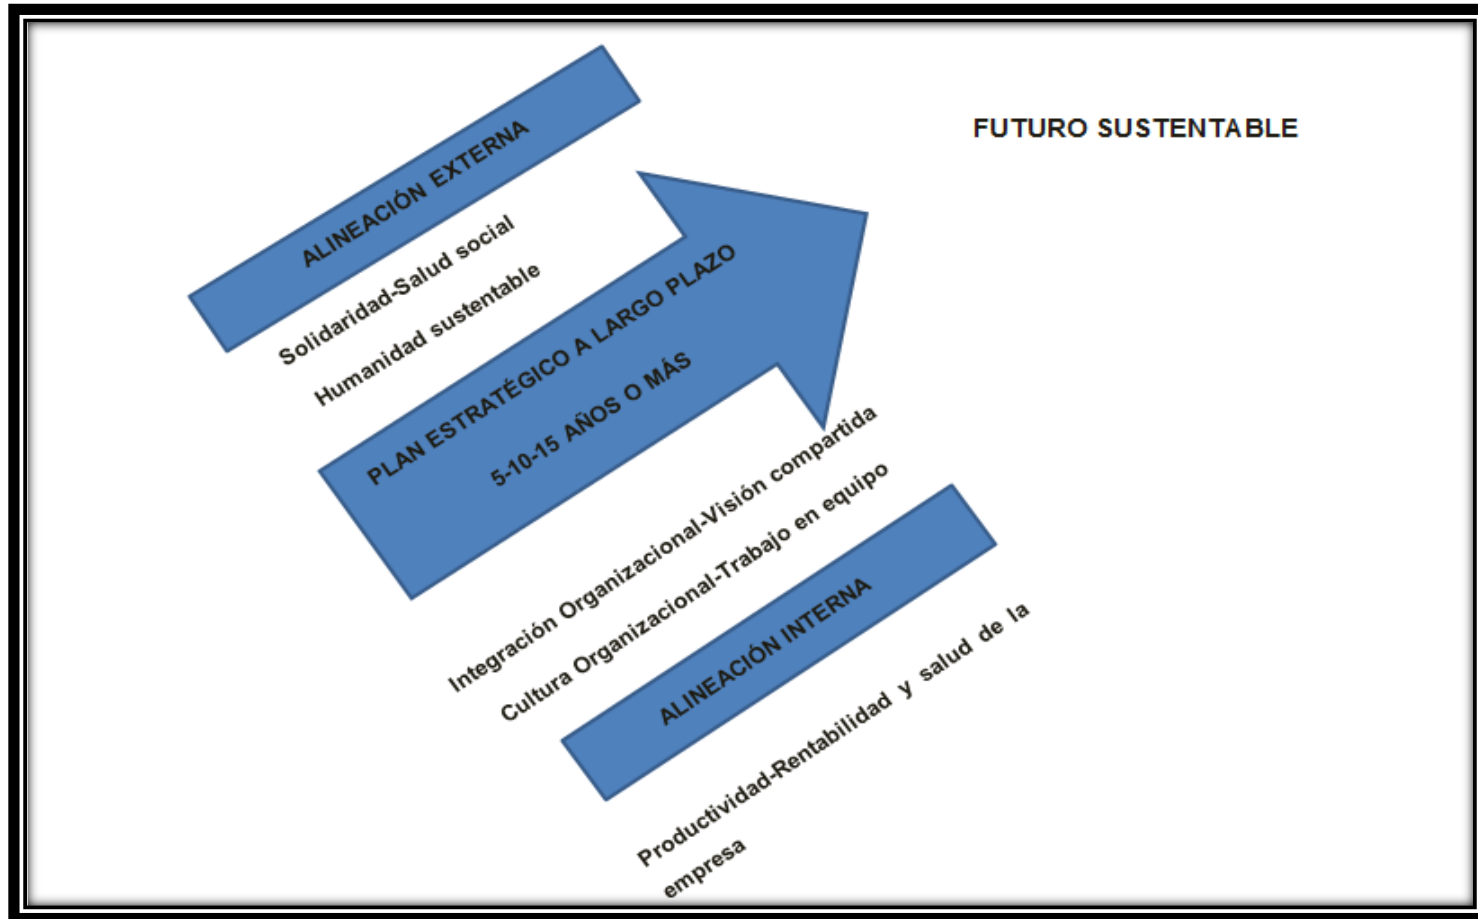 FUTURO SUSTENTABLE
ALINEACIÓN EXTERNA
Solidaridad-Salud social
Humanidad sustentable
PLAN ESTRATÉGICO A LARGO PLAZO
5-10-15 AÑOS O MÁS
Integración Organizacional-Visión compartida
Cultura Organizacional-Trabajo en equipo
ALINEACIÓN INTERNA
Productividad-Rentabilidad y salud de la
empresa